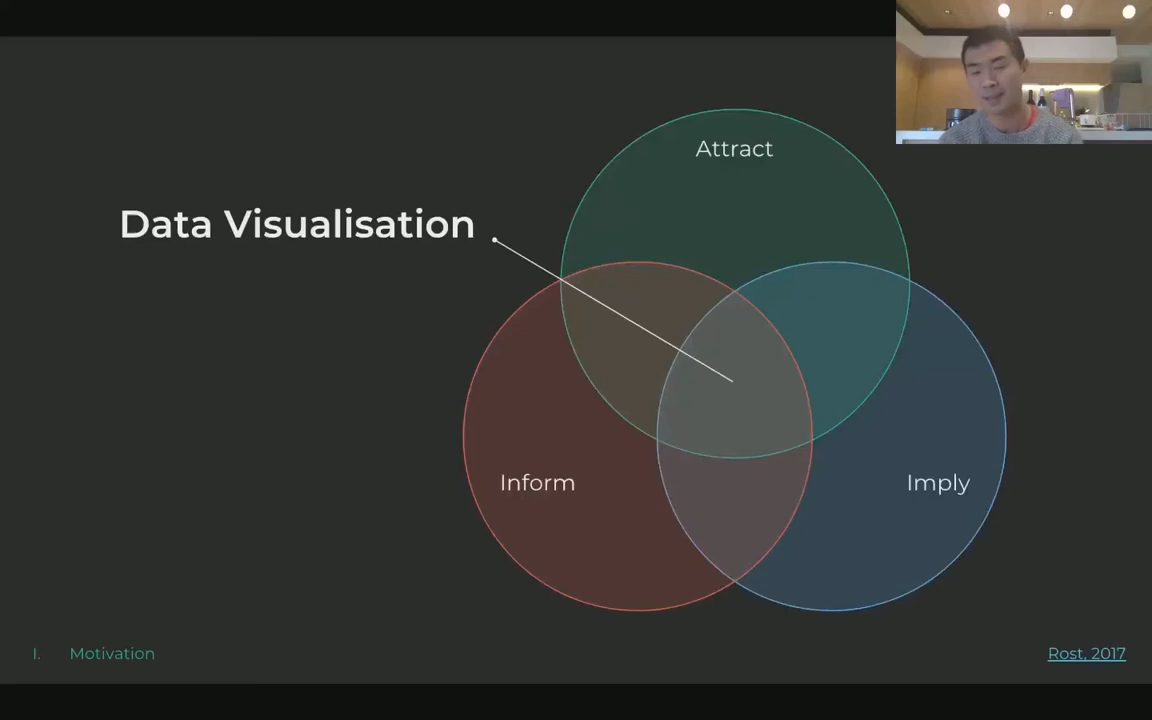 Attract
Data Visualisation
Inform
Imply
I. Motivation
Rost, 2017